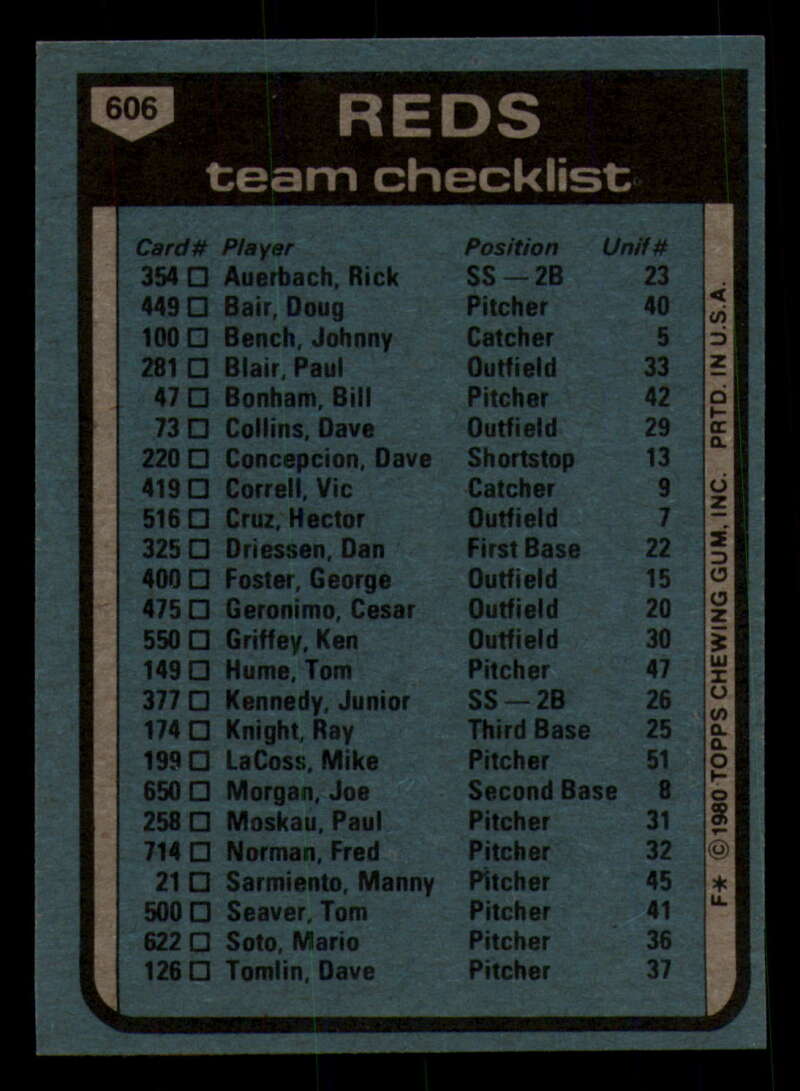 606
REDS
team checklist
Card# Player Position Unif#
354 □ Auerbach, Rick SS — 2B 23
449 □ Bair, Doug Pitcher 40
100 □ Bench, Johnny Catcher 5
281 □ Blair, Paul Outfield 33
47 □ Bonham, Bill Pitcher 42
73 □ Collins, Dave Outfield 29
220 □ Concepcion, Dave Shortstop 13
419 □ Correll, Vic Catcher 9
516 □ Cruz, Hector Outfield 7
325 □ Driessen, Dan First Base 22
400 □ Foster, George Outfield 15
475 □ Geronimo, Cesar Outfield 20
550 □ Griffey, Ken Outfield 30
149 □ Hume, Tom Pitcher 47
377 □ Kennedy, Junior SS — 2B 26
174 □ Knight, Ray Third Base 25
199 □ LaCoss, Mike Pitcher 51
650 □ Morgan, Joe Second Base 8
258 □ Moskau, Paul Pitcher 31
714 □ Norman, Fred Pitcher 32
21 □ Sarmiento, Manny Pitcher 45
500 □ Seaver, Tom Pitcher 41
622 □ Soto, Mario Pitcher 36
126 □ Tomlin, Dave Pitcher 37
F* © 1980 TOPPS CHEWING GUM, INC. PRTD. IN U.S.A.